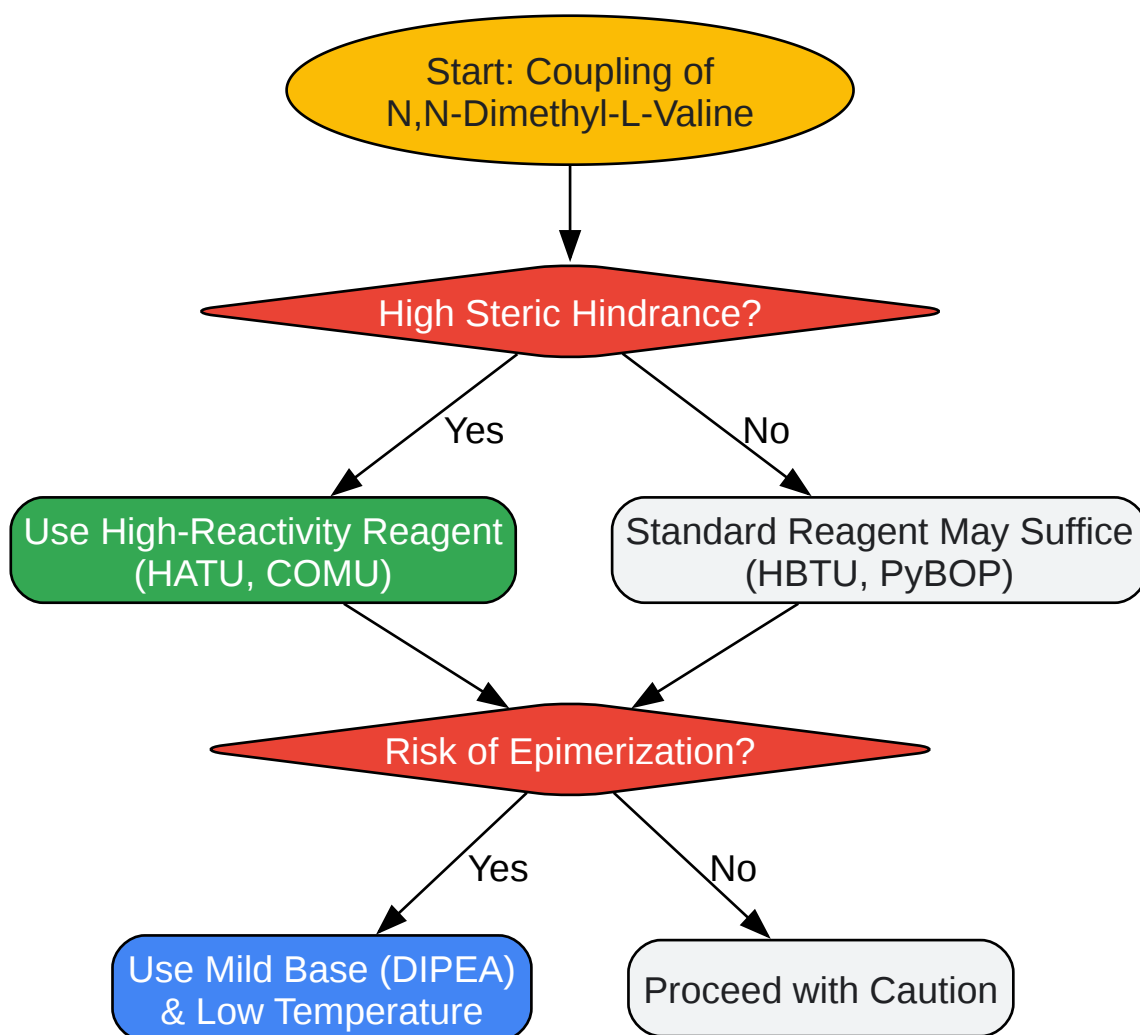 Start: Coupling of
N,N-Dimethyl-L-Valine
High Steric Hindrance?
Yes
No
Use High-Reactivity Reagent
(HATU, COMU)
Standard Reagent May Suffice
(HBTU, PyBOP)
Risk of Epimerization?
Yes
No
Use Mild Base (DIPEA)
& Low Temperature
Proceed with Caution